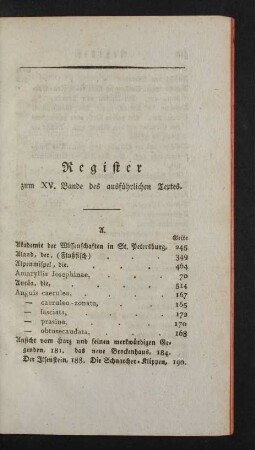 Register
zum XV. Bande des ausführlichen Textes.
A.
Seite
Akademie der Wissenschaften in St. Petersburg, 245
Aland, der, (Flußfisch) . . . 349
Alpenmispel, die. . . . 464
Amaryllis Josephinae, . . . 70
Ancás, die, . . . 514
Anguis caerulea, . . . 167
— caeruleo-zonata, . . . 165
— fasciata, . . . 172
— prasina, . . . 170
— obtusecaudata, . . . 168
Ansicht vom Harz und seinen merkwürdigen Ge-
genden. 181. das neue Brockenhaus. 184.
Der Ilsenstein, 188. Die Schnarcher-Klippen, 190.